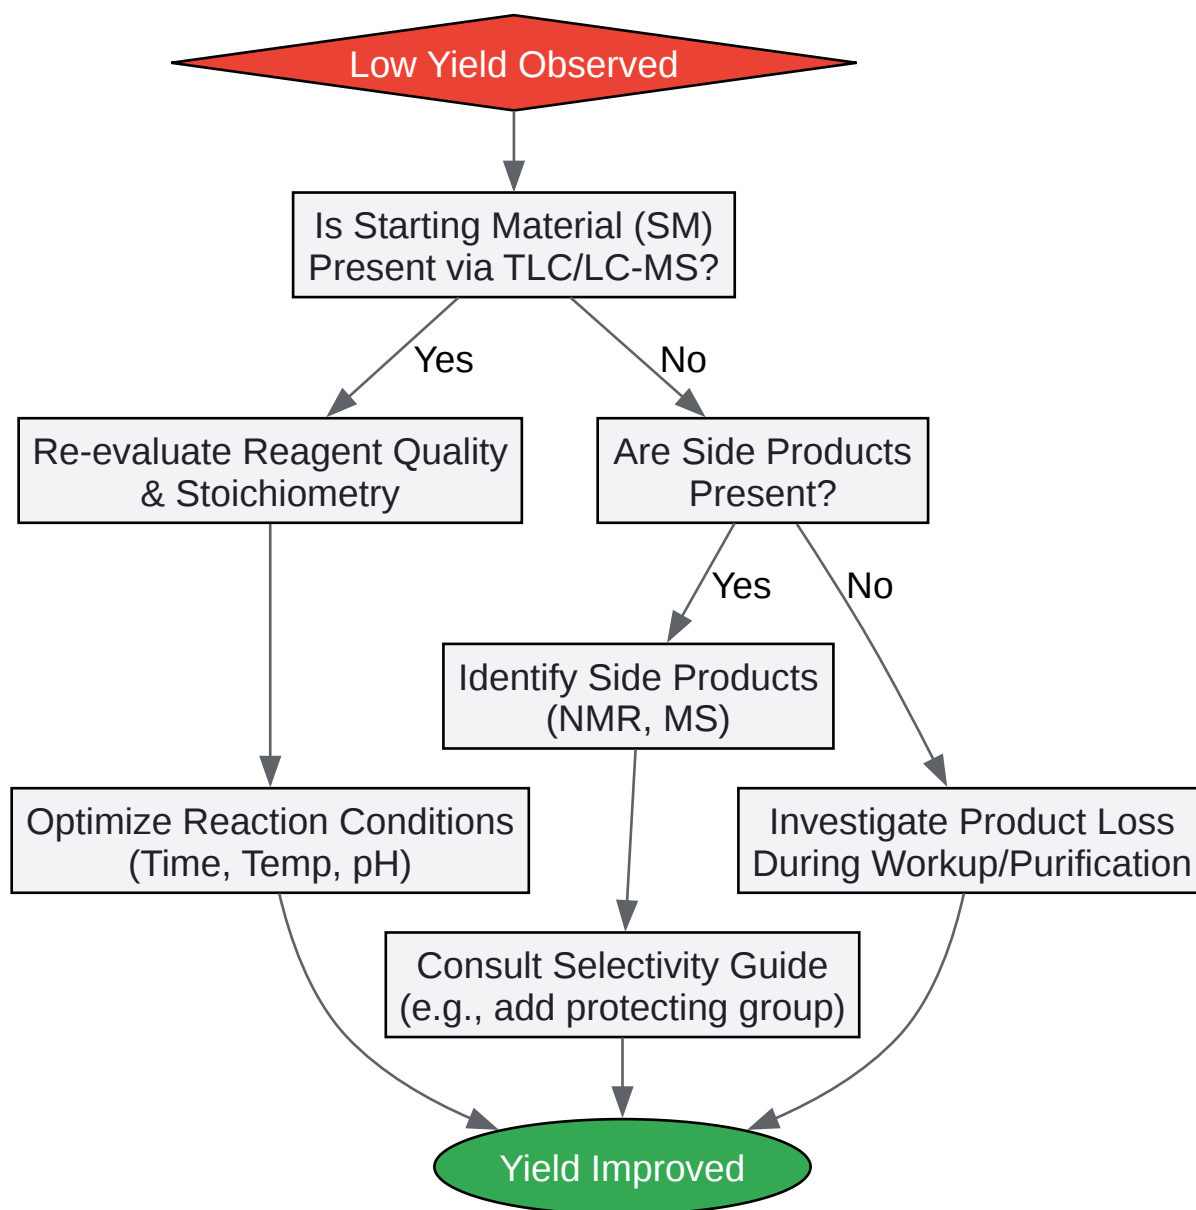 Low Yield Observed
Is Starting Material (SM)
Present via TLC/LC-MS?
Yes
No
Re-evaluate Reagent Quality
& Stoichiometry
Are Side Products
Present?
Yes
No
Identify Side Products
(NMR, MS)
Optimize Reaction Conditions
(Time, Temp, pH)
Investigate Product Loss
During Workup/Purification
Consult Selectivity Guide
(e.g., add protecting group)
Yield Improved